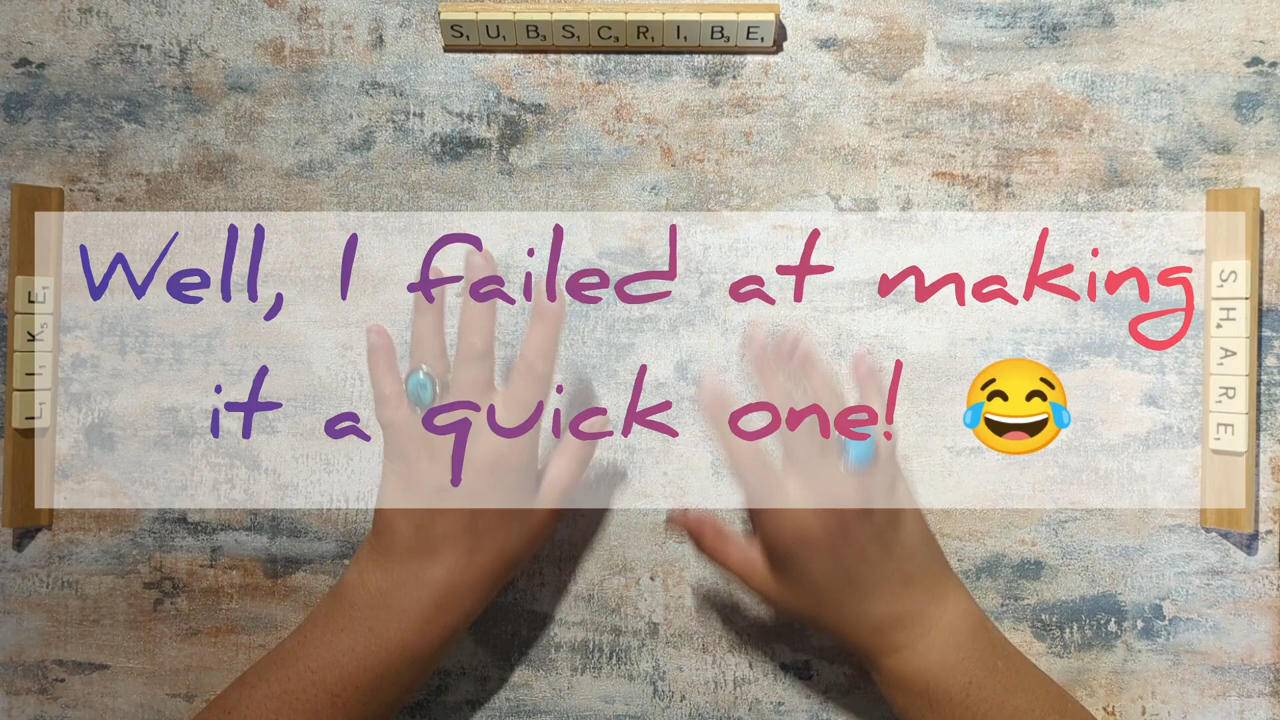 SUBSCRIBE
Well, I failed at making
it a quick one! 😂
LIKE
SHARE